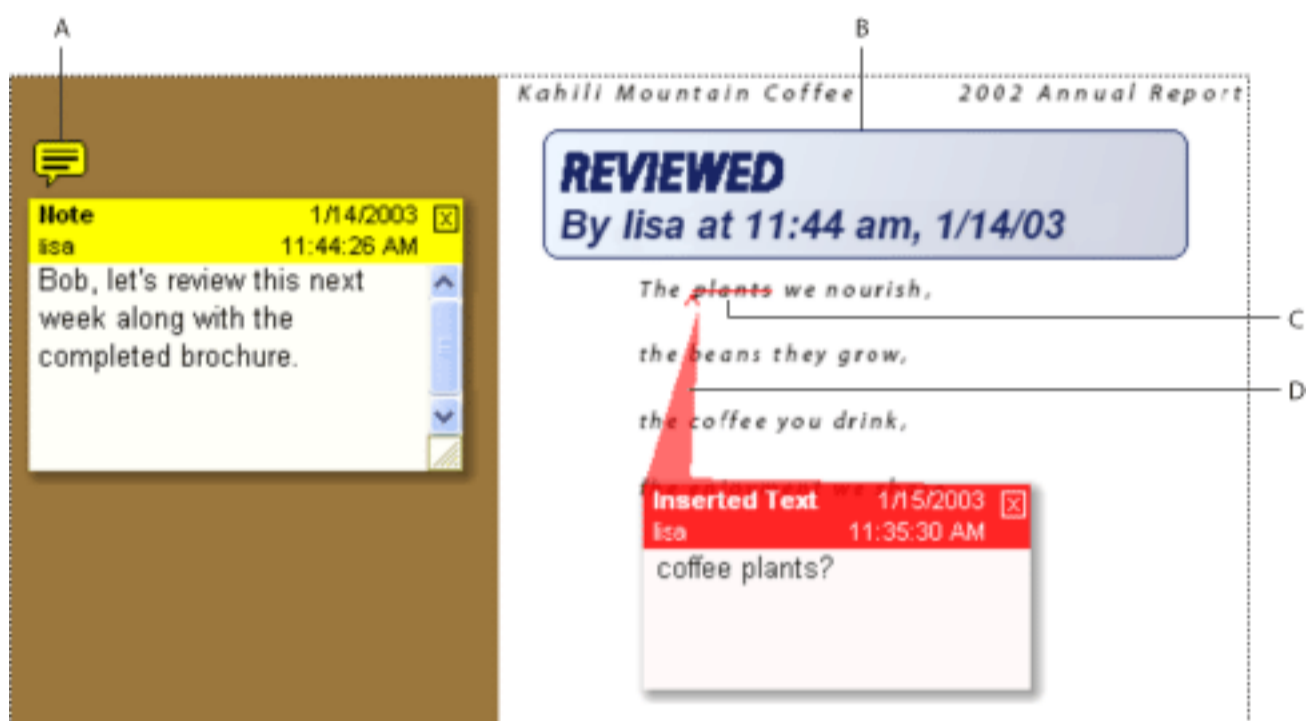 A
B
Kahili Mountain Coffee 2002 Annual Report
Note 1/14/2003 X
lisa 11:44:26 AM
Bob, let's review this next
week along with the
completed brochure.
REVIEWED
By lisa at 11:44 am, 1/14/03
The plants we nourish,
C
the beans they grow,
D
the coffee you drink,
the we
Inserted Text 1/15/2003 X
lisa 11:35:30 AM
coffee plants?